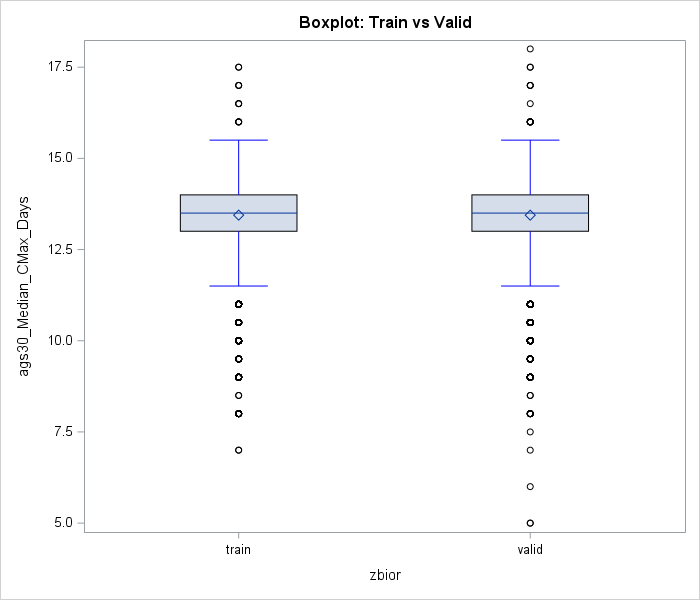 Boxplot: Train vs Valid
ags30_Median_CMax_Days
17.5
15.0
12.5
10.0
7.5
5.0
train
valid
zbior